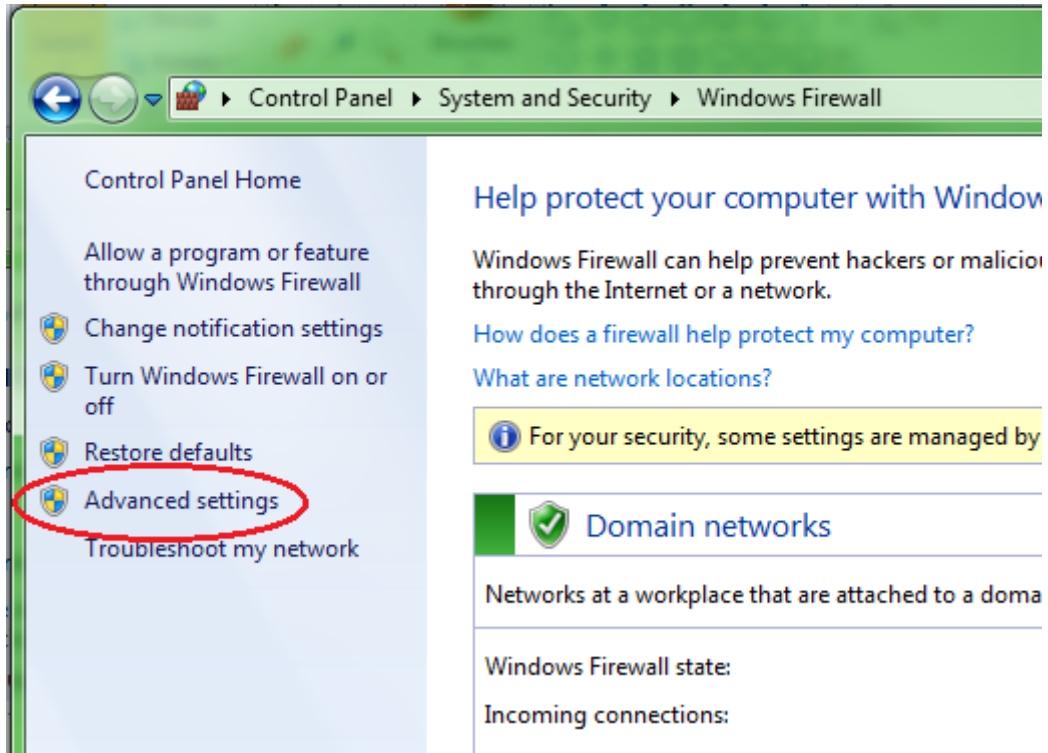 Control Panel ▸ System and Security ▸ Windows Firewall
Control Panel Home
Allow a program or feature
through Windows Firewall
Change notification settings
Turn Windows Firewall on or
off
Restore defaults
Advanced settings
Troubleshoot my network
Help protect your computer with
Windows Firewall can help prevent hackers or
through the Internet or a network.
How does a firewall help protect my computer?
What are network locations?
For your security, some settings are managed by
Domain networks
Networks at a workplace that are attached to a
Windows Firewall state:
Incoming connections: